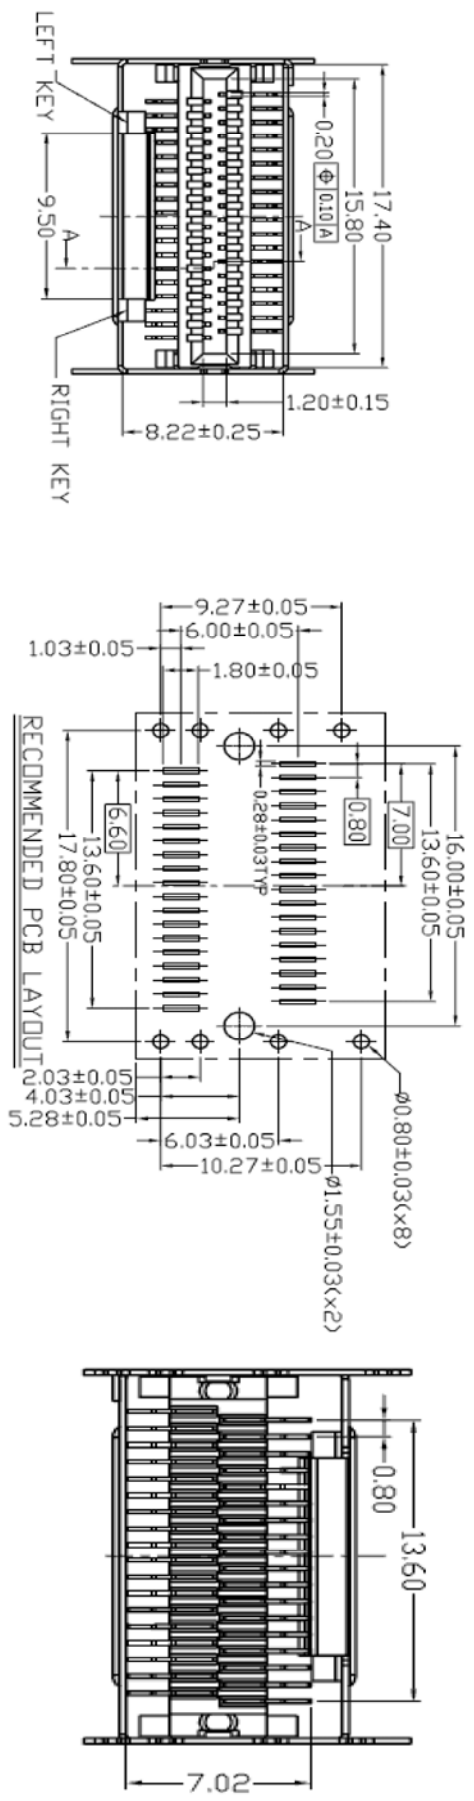 LEFT KEY
9.50
A
RIGHT KEY
0.20 ⌖ 0.10 A
A
15.80
17.40
1.20±0.15
8.22±0.25
9.27±0.05
6.00±0.05
1.03±0.05
1.80±0.05
0.28±0.03TYP
0.80
7.00
13.60±0.05
16.00±0.05
6.60
13.60±0.05
17.80±0.05
RECOMMENDED PCB LAYOUT
2.03±0.05
4.03±0.05
5.28±0.05
6.03±0.05
10.27±0.05
Ø0.80±0.03(x8)
Ø1.55±0.03(x2)
0.80
13.60
7.02